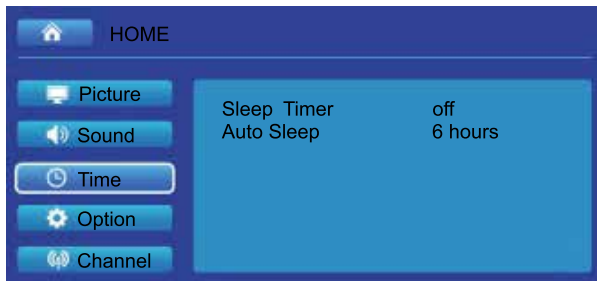 HOME
Picture
Sound
Time
Option
Channel
Sleep Timer off
Auto Sleep 6 hours